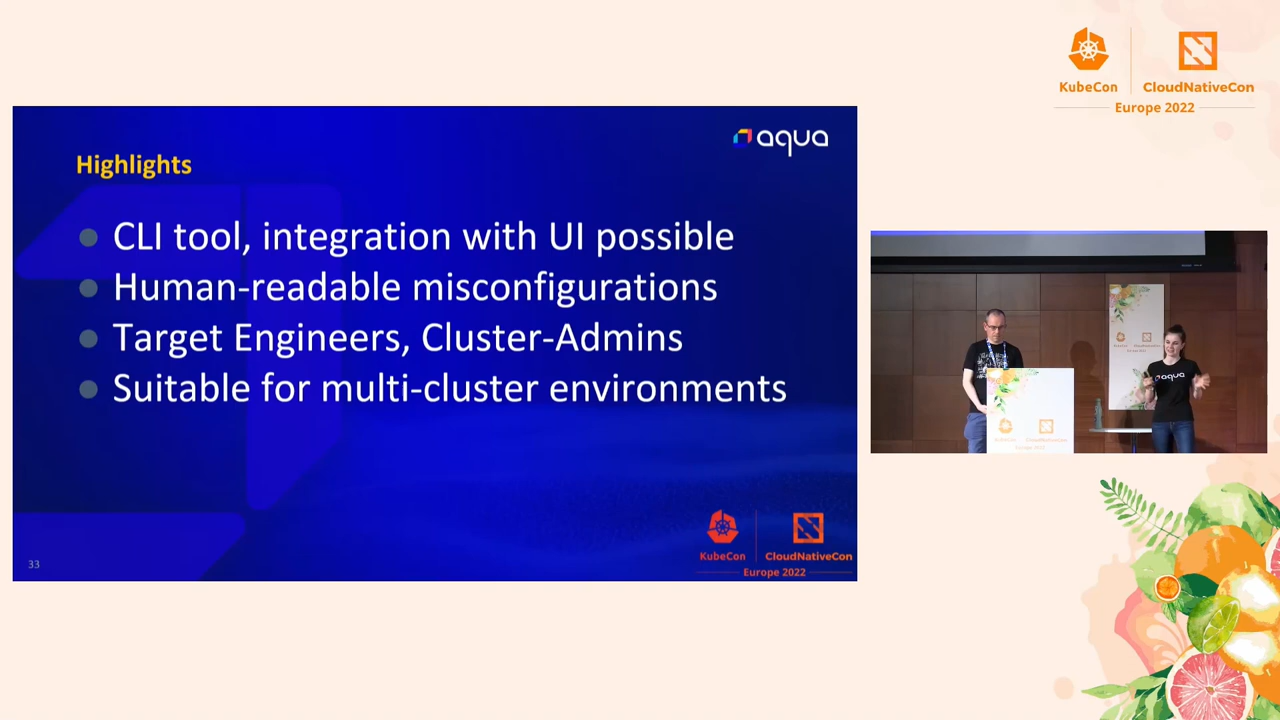 KubeCon
CloudNativeCon
Europe 2022
aqua
Highlights
CLI tool, integration with UI possible
Human-readable misconfigurations
Target Engineers, Cluster-Admins
Suitable for multi-cluster environments
KubeCon
CloudNativeCon
Europe 2022
33
aqua